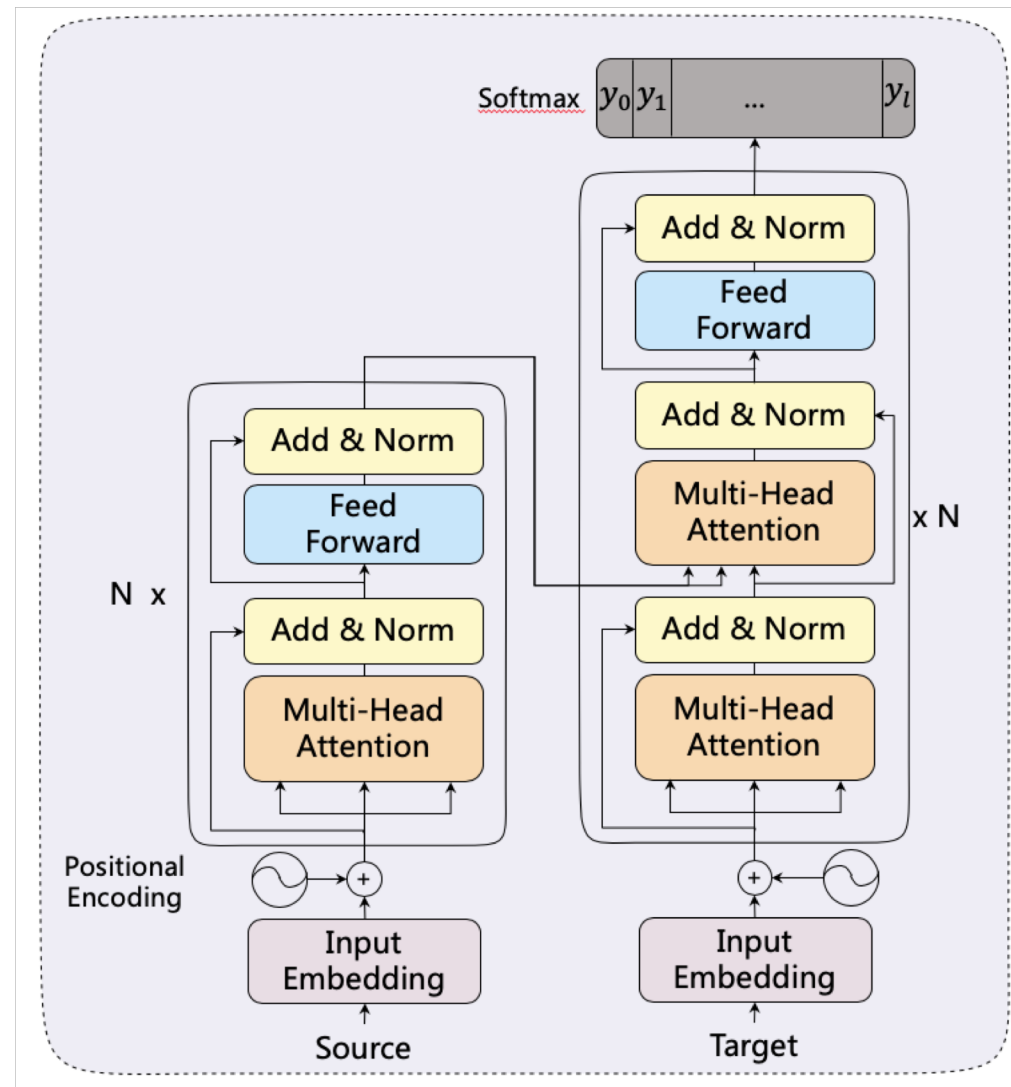 Softmax
y₀ y₁ ... yₗ
Add & Norm
Feed
Forward
Add & Norm
Multi-Head
Attention
x N
Add & Norm
Multi-Head
Attention
+
Input
Embedding
Target
Add & Norm
Feed
Forward
N x
Add & Norm
Multi-Head
Attention
Positional
Encoding
+
Input
Embedding
Source